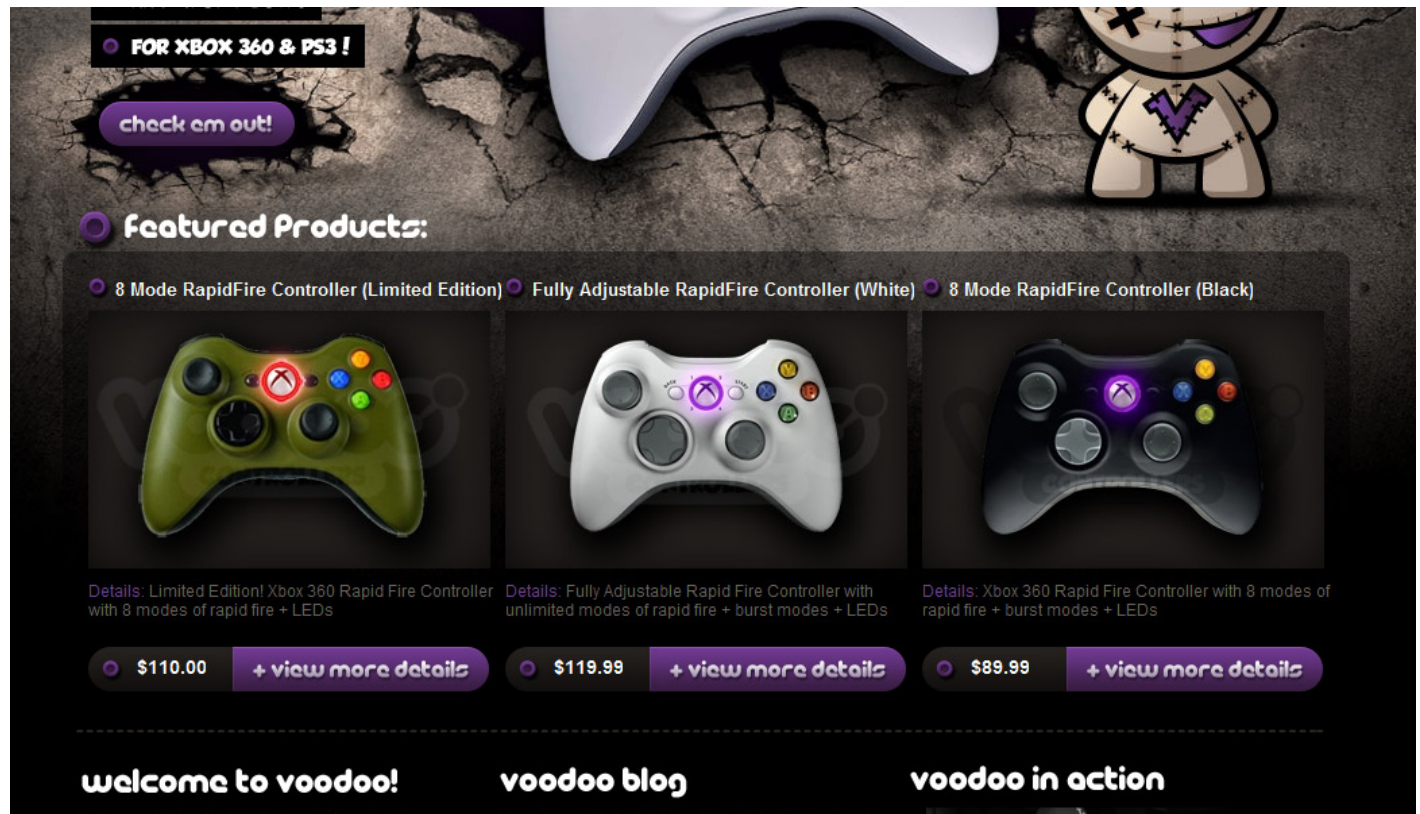 FOR XBOX 360 & PS3 !
check em out!
Featured Products:
8 Mode RapidFire Controller (Limited Edition)
Fully Adjustable RapidFire Controller (White)
8 Mode RapidFire Controller (Black)
Details: Limited Edition! Xbox 360 Rapid Fire Controller
with 8 modes of rapid fire + LEDs
Details: Fully Adjustable Rapid Fire Controller with
unlimited modes of rapid fire + burst modes + LEDs
Details: Xbox 360 Rapid Fire Controller with 8 modes of
rapid fire + burst modes + LEDs
$110.00
+ view more details
$119.99
+ view more details
$89.99
+ view more details
welcome to voodoo!
voodoo blog
voodoo in action